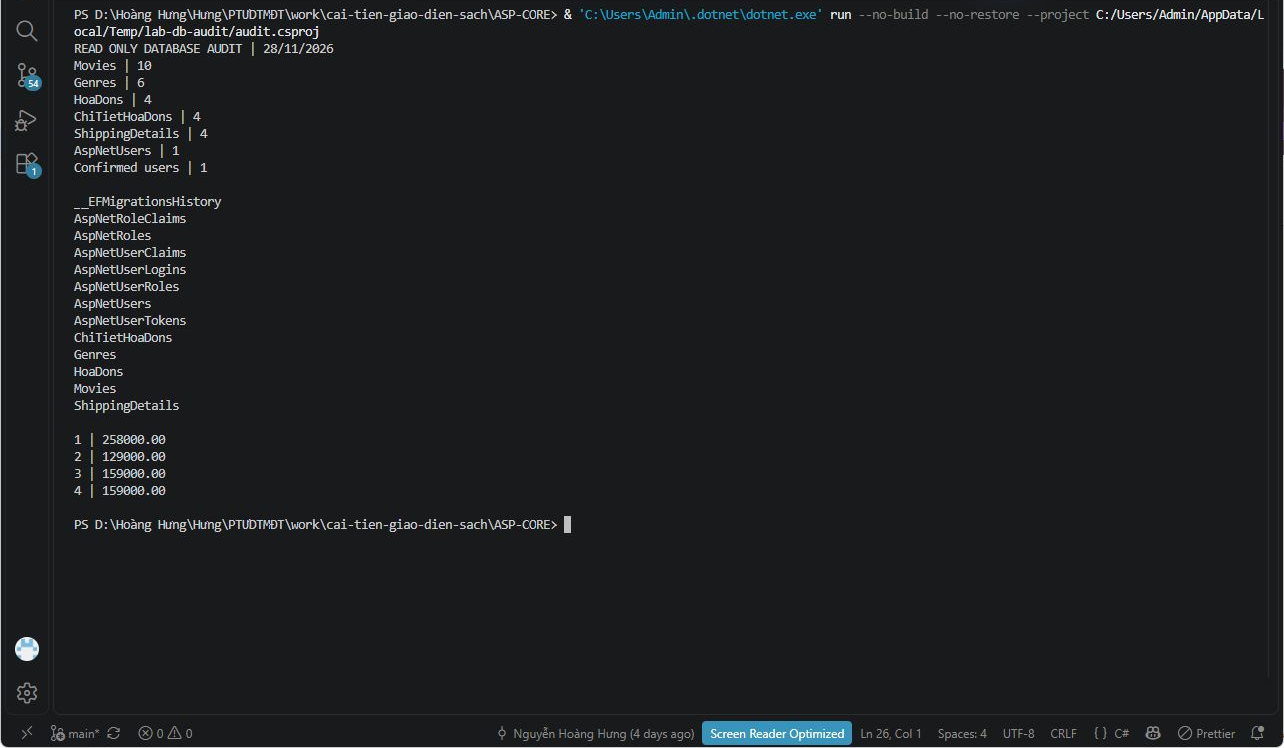 PS D:\Hoàng Hưng\Hưng\PTUDTMĐT\work\cai-tien-giao-dien-sach\ASP-CORE> & 'C:\Users\Admin\.dotnet\dotnet.exe' run --no-build --no-restore --project C:/Users/Admin/AppData/L
ocal/Temp/lab-db-audit/audit.csproj
READ ONLY DATABASE AUDIT | 28/11/2026
Movies | 10
Genres | 6
HoaDons | 4
ChiTietHoaDons | 4
ShippingDetails | 4
AspNetUsers | 1
Confirmed users | 1
__EFMigrationsHistory
AspNetRoleClaims
AspNetRoles
AspNetUserClaims
AspNetUserLogins
AspNetUserRoles
AspNetUsers
AspNetUserTokens
ChiTietHoaDons
Genres
HoaDons
Movies
ShippingDetails
1 | 258000.00
2 | 129000.00
3 | 159000.00
4 | 159000.00
PS D:\Hoàng Hưng\Hưng\PTUDTMĐT\work\cai-tien-giao-dien-sach\ASP-CORE>
54
1
main* 0 0 Nguyễn Hoàng Hưng (4 days ago) Screen Reader Optimized Ln 26, Col 1 Spaces: 4 UTF-8 CRLF { } C# Prettier